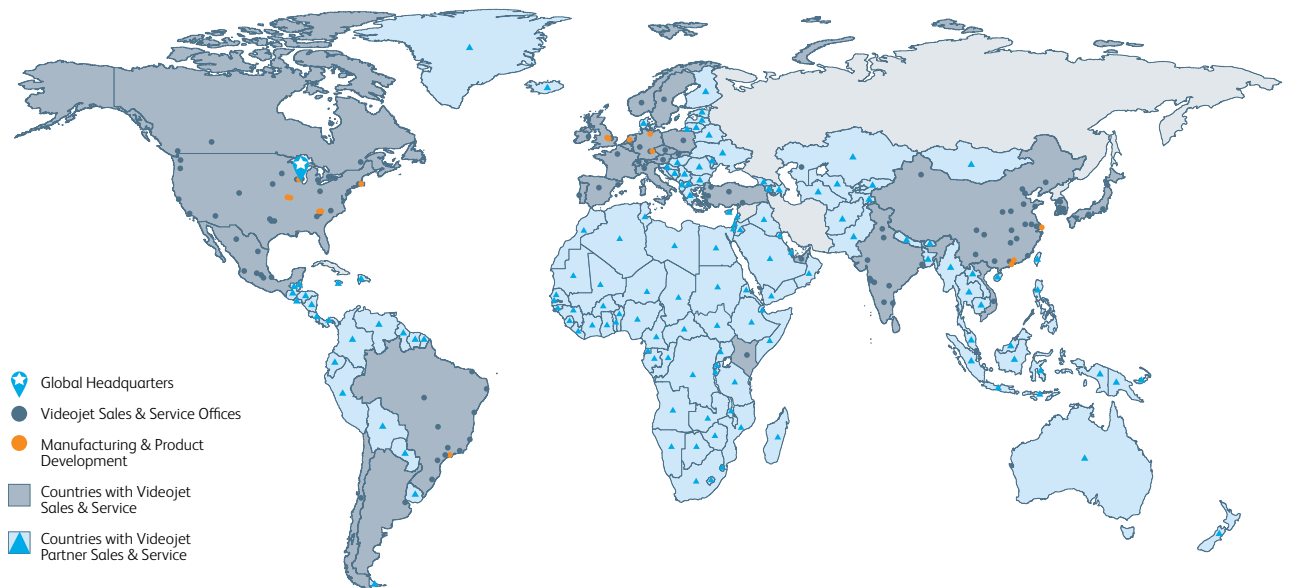 Global Headquarters
Videojet Sales & Service Offices
Manufacturing & Product
Development
Countries with Videojet
Sales & Service
Countries with Videojet
Partner Sales & Service